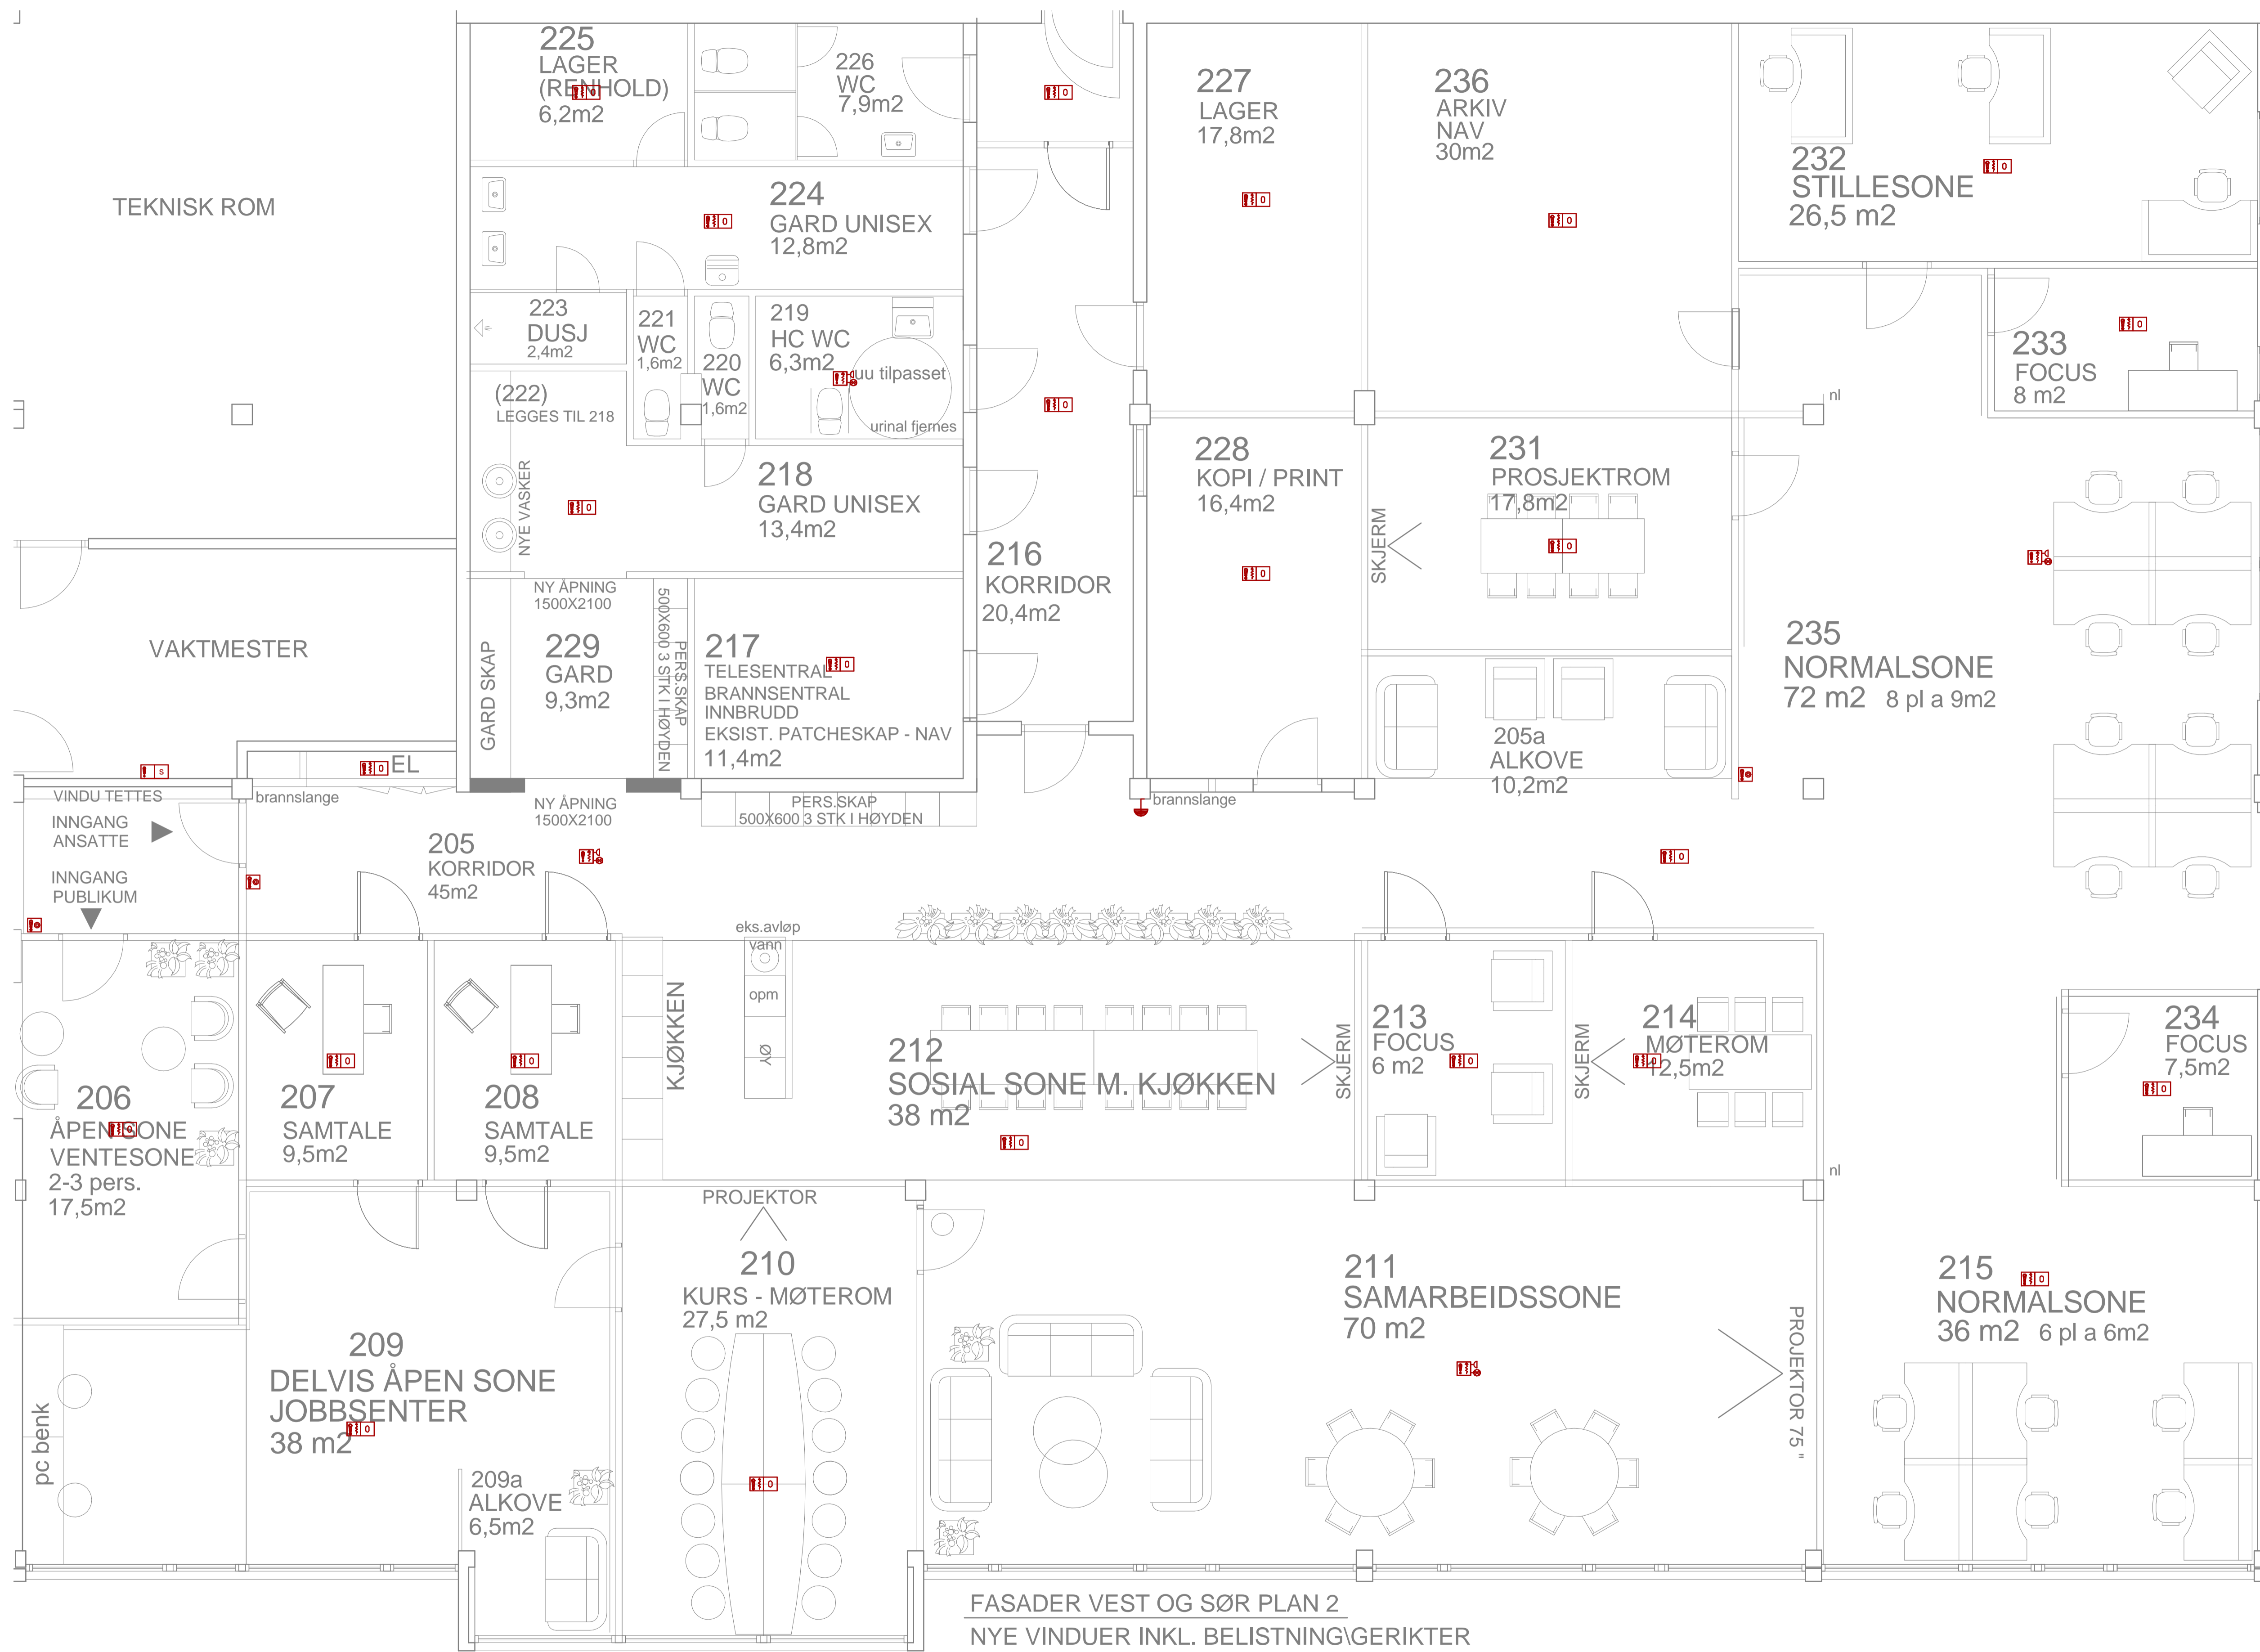 225
LAGER
(RENHOLD)
6,2m2
226
WC
7,9m2
227
LAGER
17,8m2
236
ARKIV
NAV
30m2
232
STILLESONE
26,5 m2
TEKNISK ROM
224
GARD UNISEX
12,8m2
223
DUSJ
2,4m2
221
WC
1,6m2
220
WC
1,6m2
219
HC WC
6,3m2
uu tilpasset
urinal fjernes
233
FOCUS
8 m2
nl
(222)
LEGGES TIL 218
NYE VASKER
218
GARD UNISEX
13,4m2
228
KOPI / PRINT
16,4m2
231
PROSJEKTROM
17,8m2
SKJERM
216
KORRIDOR
20,4m2
VAKTMESTER
NY ÅPNING
1500X2100
GARD SKAP
229
GARD
9,3m2
PERS.SKAP
500X600 3 STK I HØYDEN
217
TELESENTRAL
BRANNSENTRAL
INNBRUDD
EKSIST. PATCHESKAP - NAV
11,4m2
235
NORMALSONE
72 m2 8 pl a 9m2
205a
ALKOVE
10,2m2
S
EL
VINDU TETTES
brannslange
INNGANG
ANSATTE
INNGANG
PUBLIKUM
NY ÅPNING
1500X2100
PERS.SKAP
500X600 3 STK I HØYDEN
brannslange
205
KORRIDOR
45m2
eks.avløp
vann
opm
ØY
KJØKKEN
206
ÅPEN SONE
VENTESONE
2-3 pers.
17,5m2
207
SAMTALE
9,5m2
208
SAMTALE
9,5m2
212
SOSIAL SONE M. KJØKKEN
38 m2
SKJERM
213
FOCUS
6 m2
SKJERM
214
MØTEROM
12,5m2
234
FOCUS
7,5m2
nl
PROJEKTOR
210
KURS - MØTEROM
27,5 m2
211
SAMARBEIDSSONE
70 m2
PROJEKTOR 75 "
215
NORMALSONE
36 m2 6 pl a 6m2
209
DELVIS ÅPEN SONE
JOBBSENTER
38 m2
pc benk
209a
ALKOVE
6,5m2
FASADER VEST OG SØR PLAN 2
NYE VINDUER INKL. BELISTNING\GERIKTER